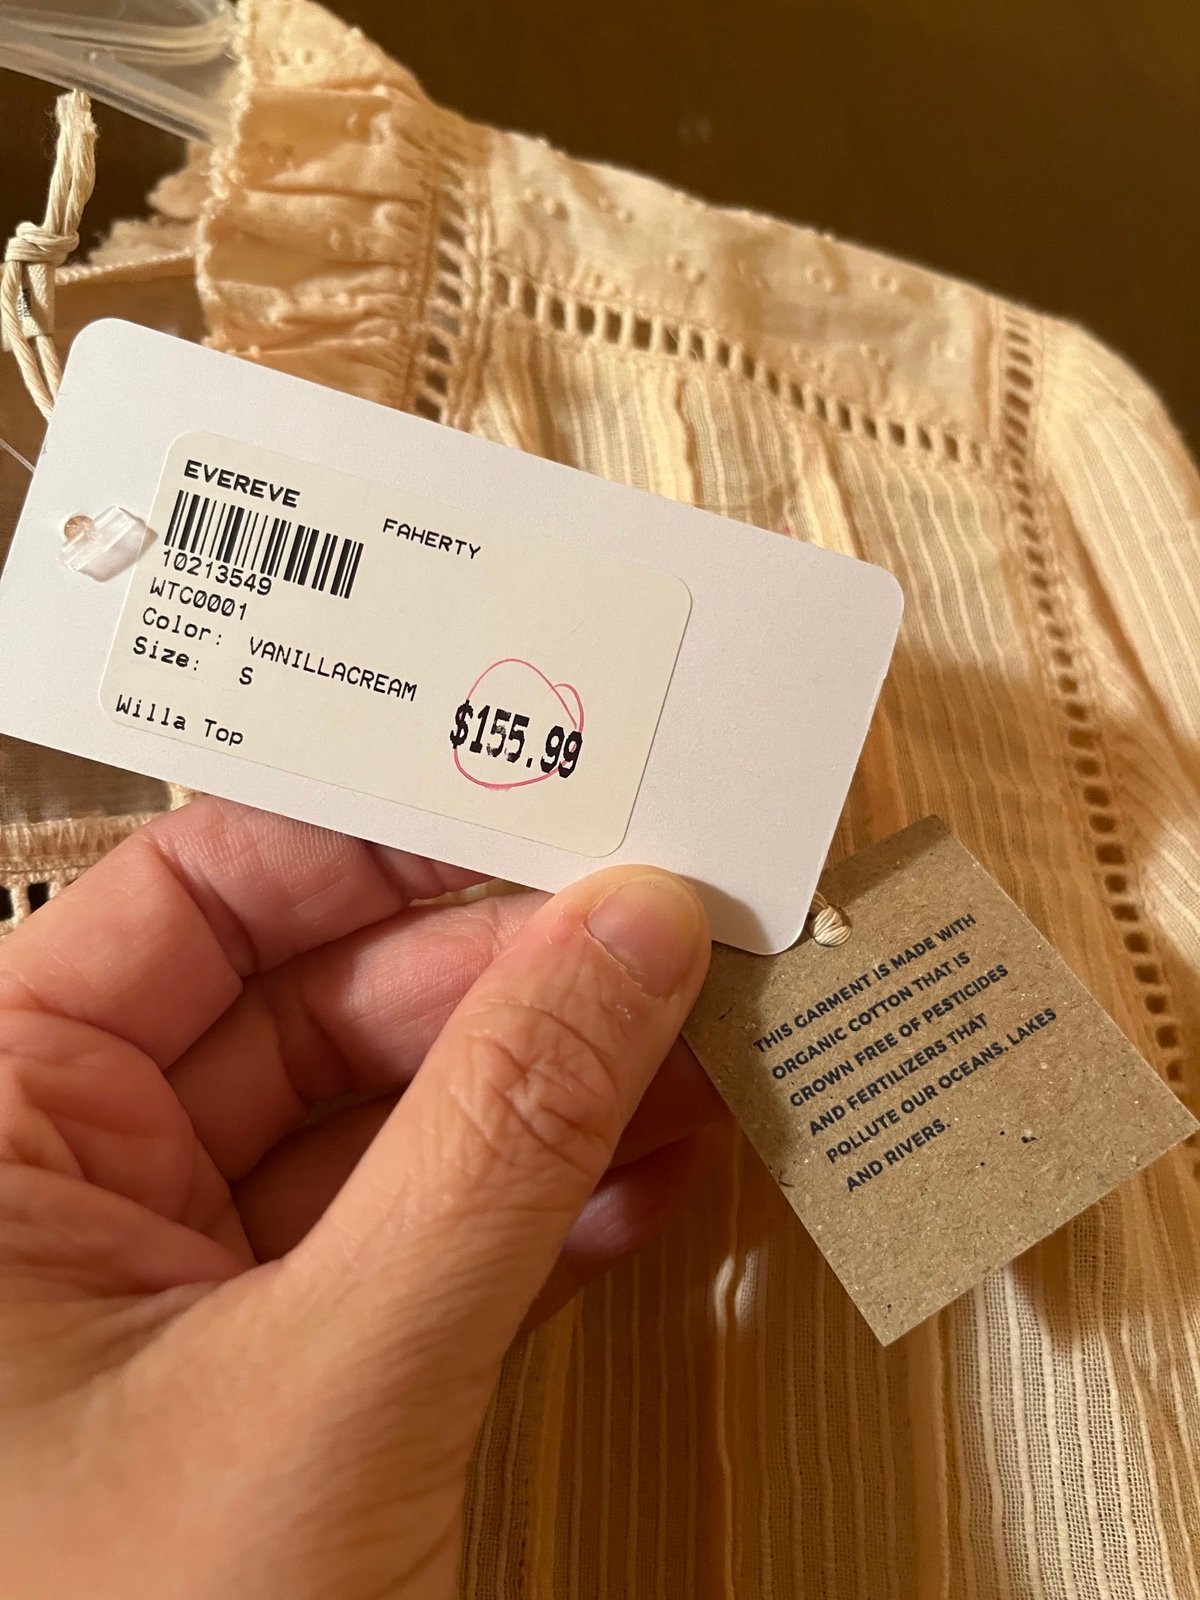 EVEREVE
FAHERTY
10213549
WTC0001
Color: VANILLACREAM
Size: S
Willa Top
$155.99
THIS GARMENT IS MADE WITH
ORGANIC COTTON THAT IS
GROWN FREE OF PESTICIDES
AND FERTILIZERS THAT
POLLUTE OUR OCEANS, LAKES
AND RIVERS.